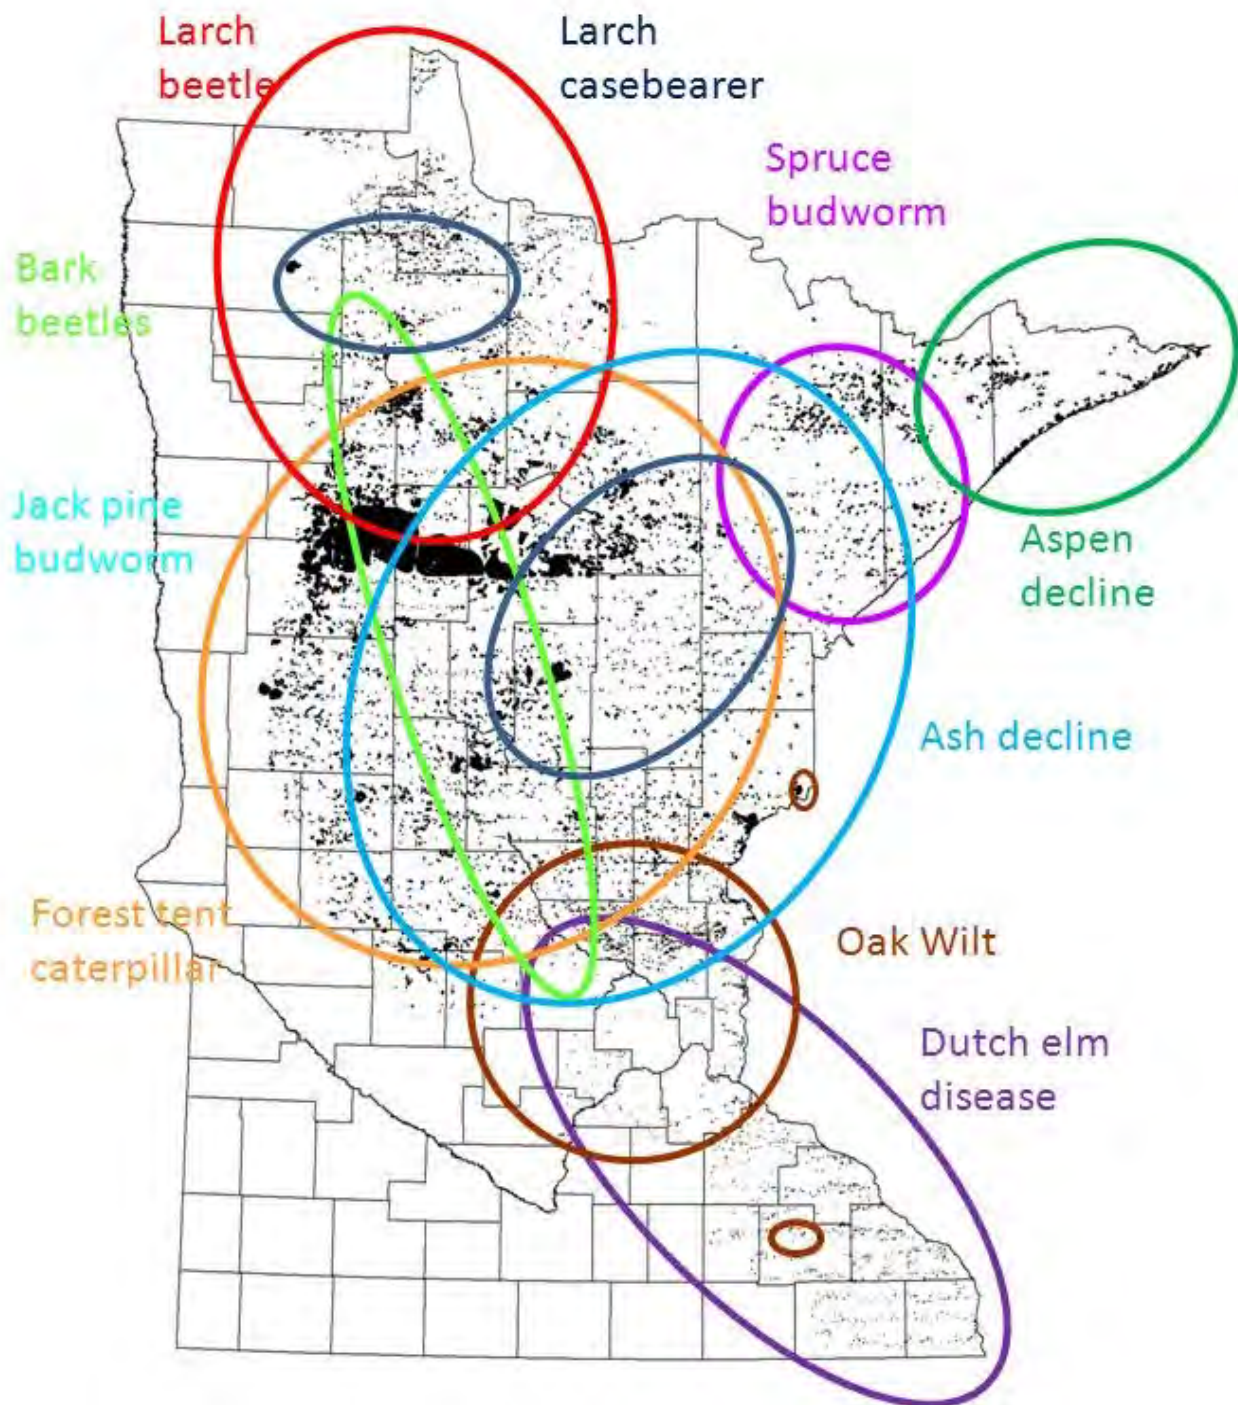 Larch
beetle
Larch
casebearer
Spruce
budworm
Bark
beetles
Jack pine
budworm
Aspen
decline
Ash decline
Forest tent
caterpillar
Oak Wilt
Dutch elm
disease